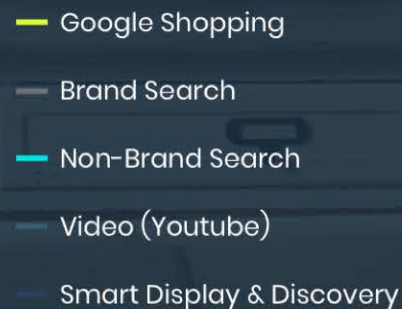 Google Shopping
Brand Search
Non-Brand Search
Video (Youtube)
Smart Display & Discovery